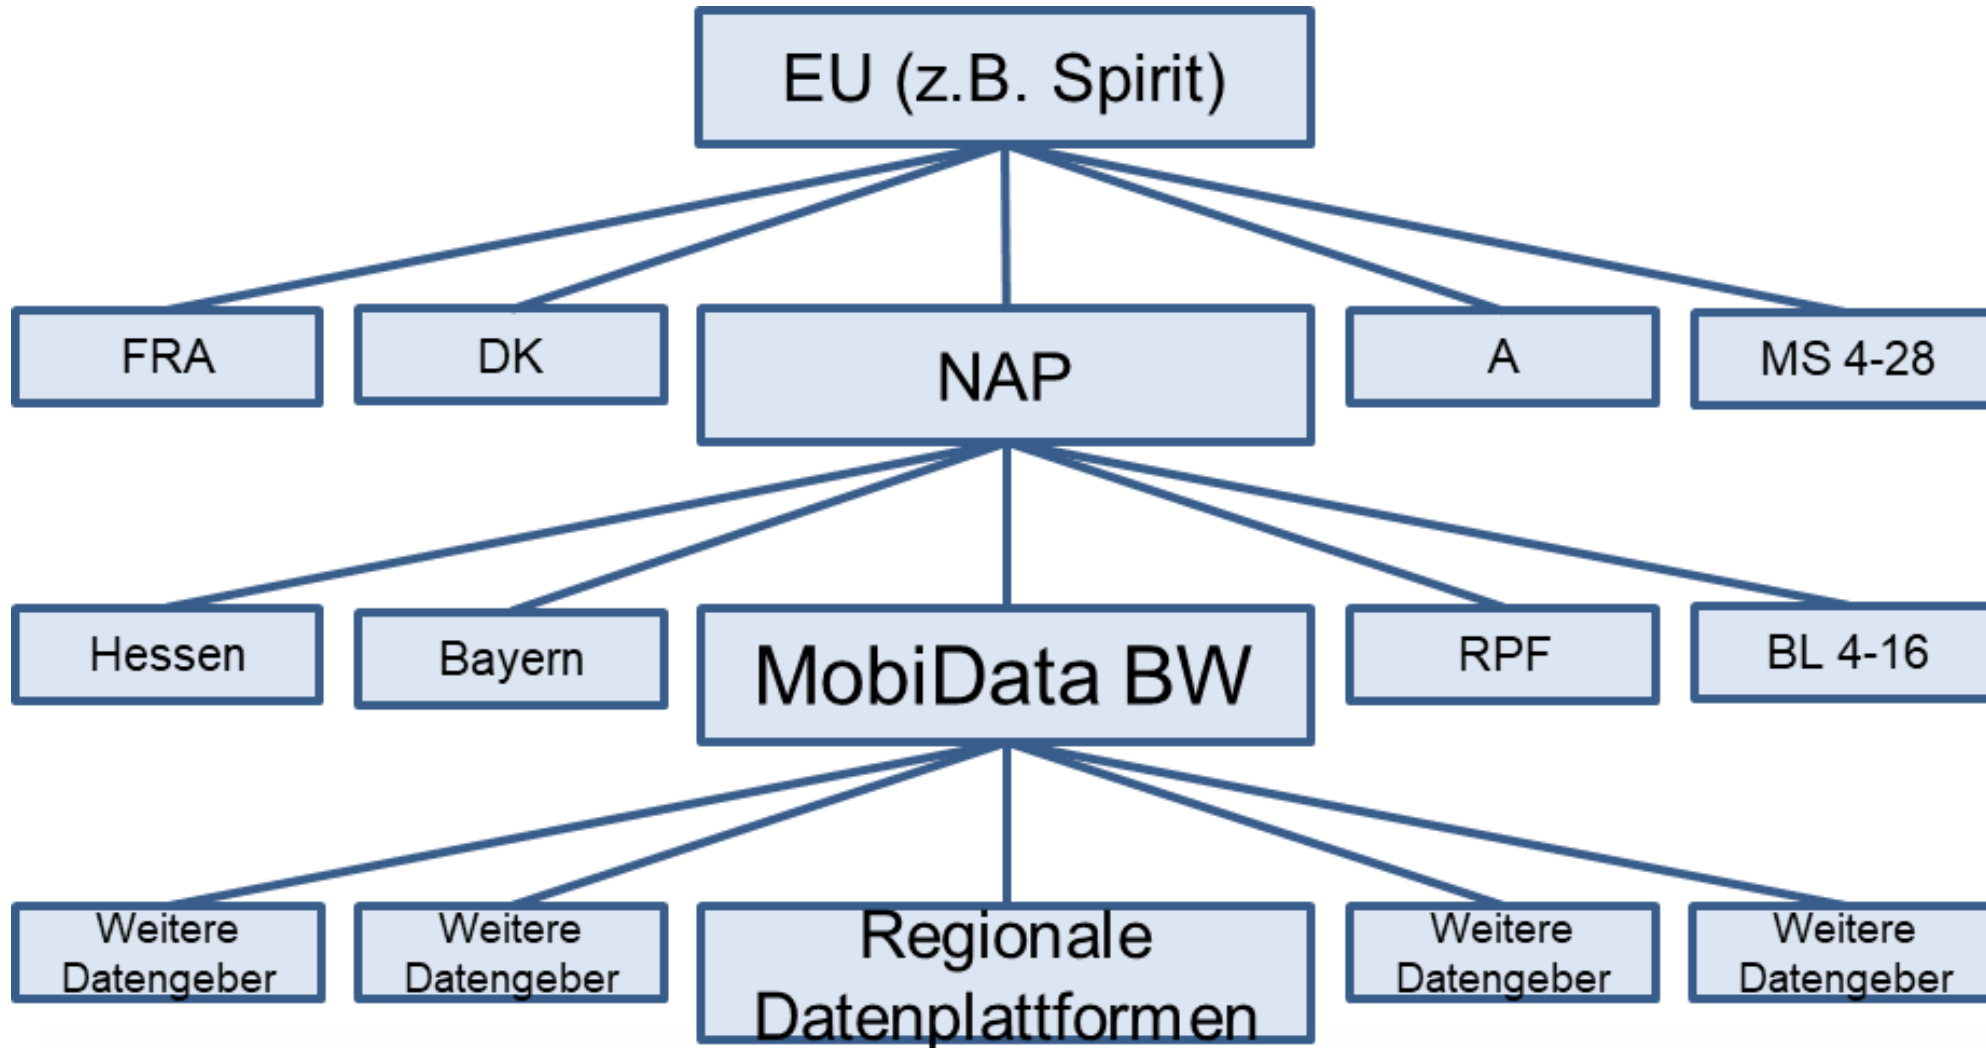 EU (z.B. Spirit)
FRA
DK
NAP
A
MS 4-28
Hessen
Bayern
MobiData BW
RPF
BL 4-16
Weitere
Datengeber
Weitere
Datengeber
Regionale
Datenplattformen
Weitere
Datengeber
Weitere
Datengeber